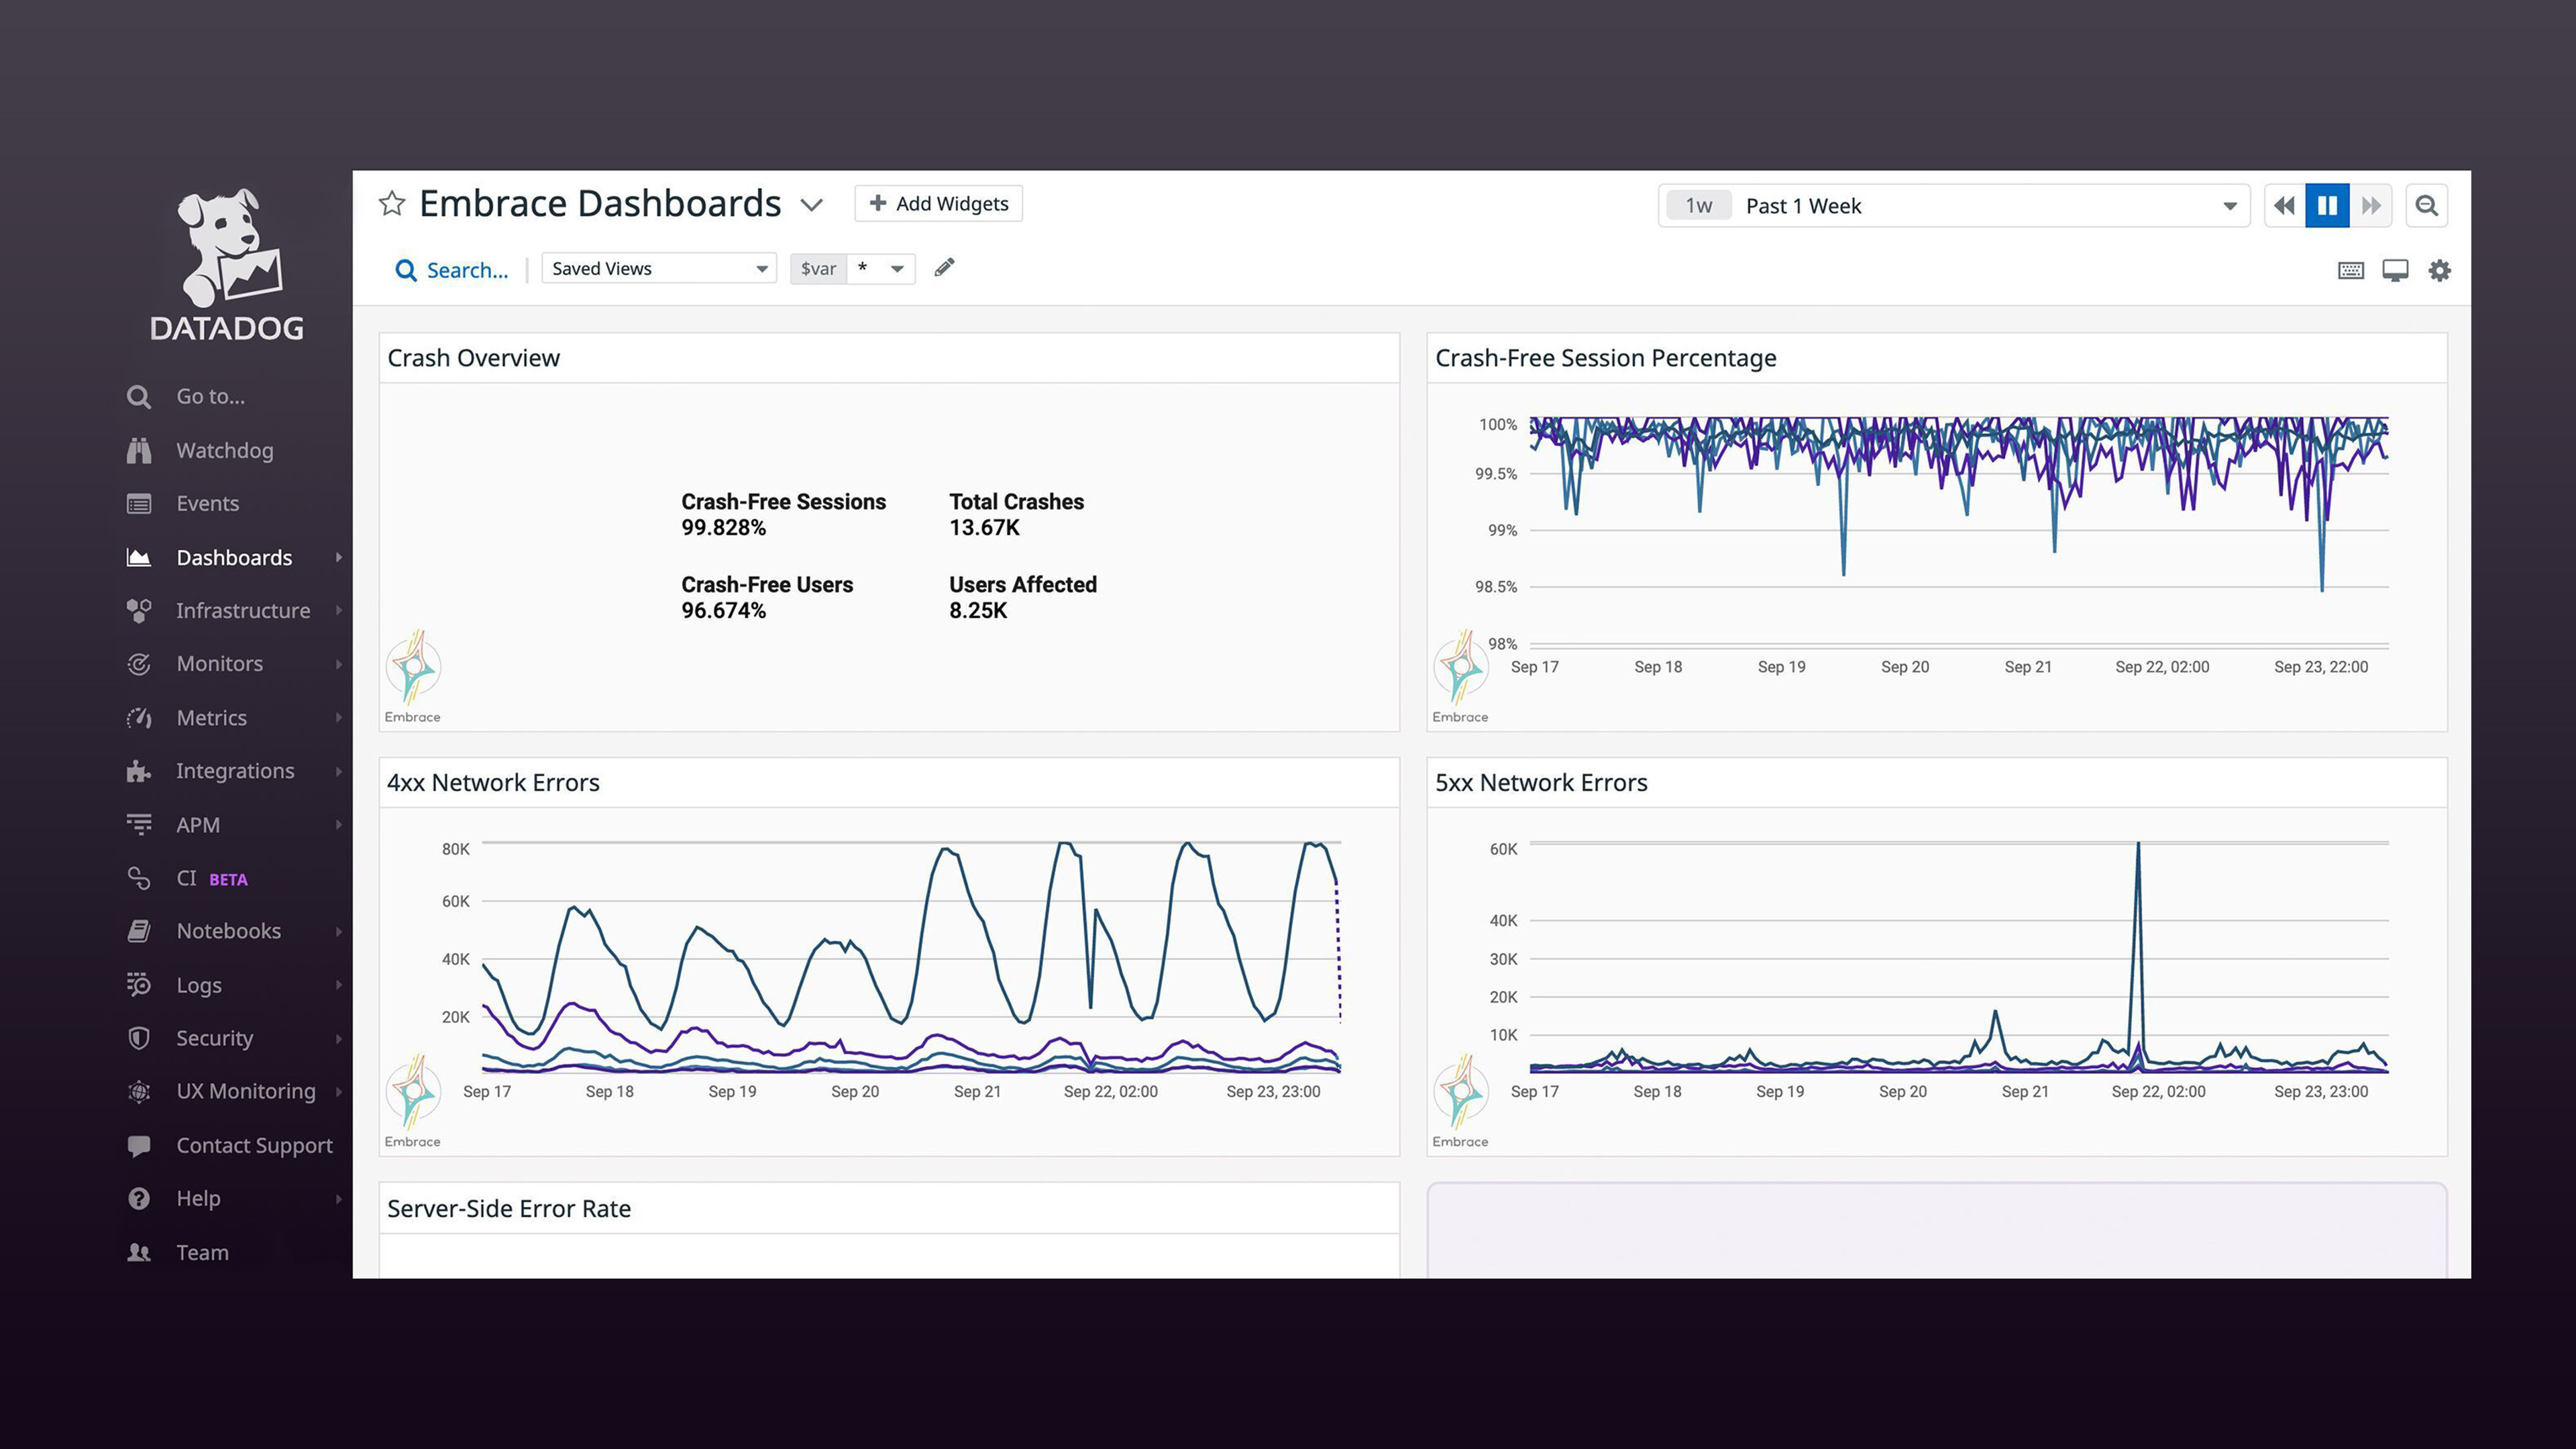 DATADOG
Go to...
Watchdog
Events
Dashboards
Infrastructure
Monitors
Metrics
Integrations
APM
CI BETA
Notebooks
Logs
Security
UX Monitoring
Contact Support
Help
Team
Embrace Dashboards
+ Add Widgets
1w Past 1 Week
Search...
Saved Views
$var *
Crash Overview
Crash-Free Sessions Total Crashes
99.828% 13.67K
Crash-Free Users Users Affected
96.674% 8.25K
Embrace
Crash-Free Session Percentage
100%
99.5%
99%
98.5%
98%
Sep 17 Sep 18 Sep 19 Sep 20 Sep 21 Sep 22, 02:00 Sep 23, 22:00
Embrace
4xx Network Errors
80K
60K
40K
20K
Sep 17 Sep 18 Sep 19 Sep 20 Sep 21 Sep 22, 02:00 Sep 23, 23:00
Embrace
5xx Network Errors
60K
40K
30K
20K
10K
Sep 17 Sep 18 Sep 19 Sep 20 Sep 21 Sep 22, 02:00 Sep 23, 23:00
Embrace
Server-Side Error Rate